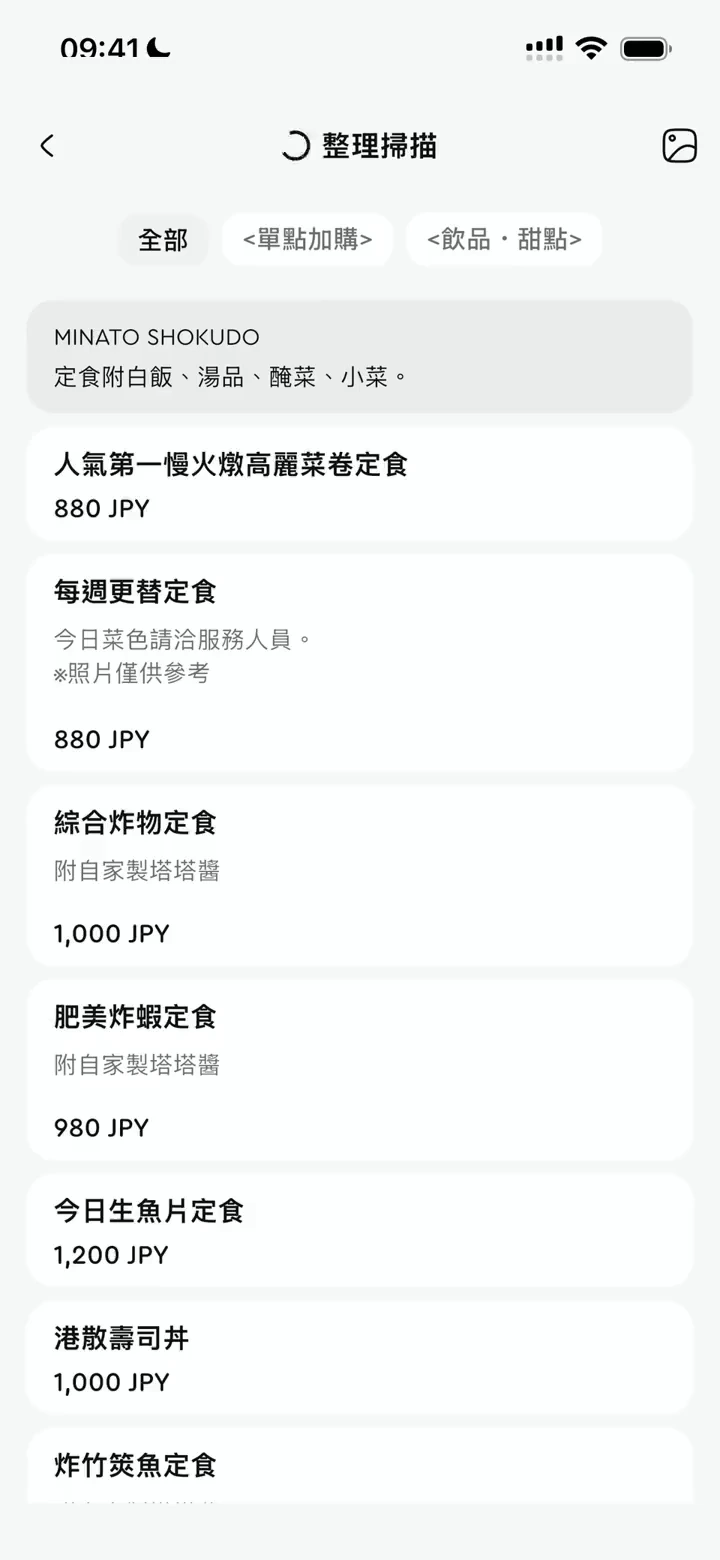 09:41
整理掃描
全部
<單點加購>
<飲品・甜點>
MINATO SHOKUDO
定食附白飯、湯品、醃菜、小菜。
人氣第一慢火燉高麗菜卷定食
880 JPY
每週更替定食
今日菜色請洽服務人員。
※照片僅供參考
880 JPY
綜合炸物定食
附自家製塔塔醬
1,000 JPY
肥美炸蝦定食
附自家製塔塔醬
980 JPY
今日生魚片定食
1,200 JPY
港散壽司丼
1,000 JPY
炸竹筴魚定食